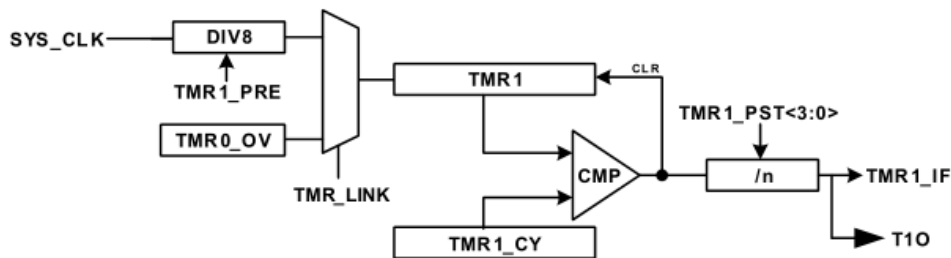 SYS_CLK
DIV8
TMR1_PRE
TMR0_OV
TMR_LINK
TMR1
CLR
TMR1_CY
CMP
TMR1_PST<3:0>
/n
TMR1_IF
T1O